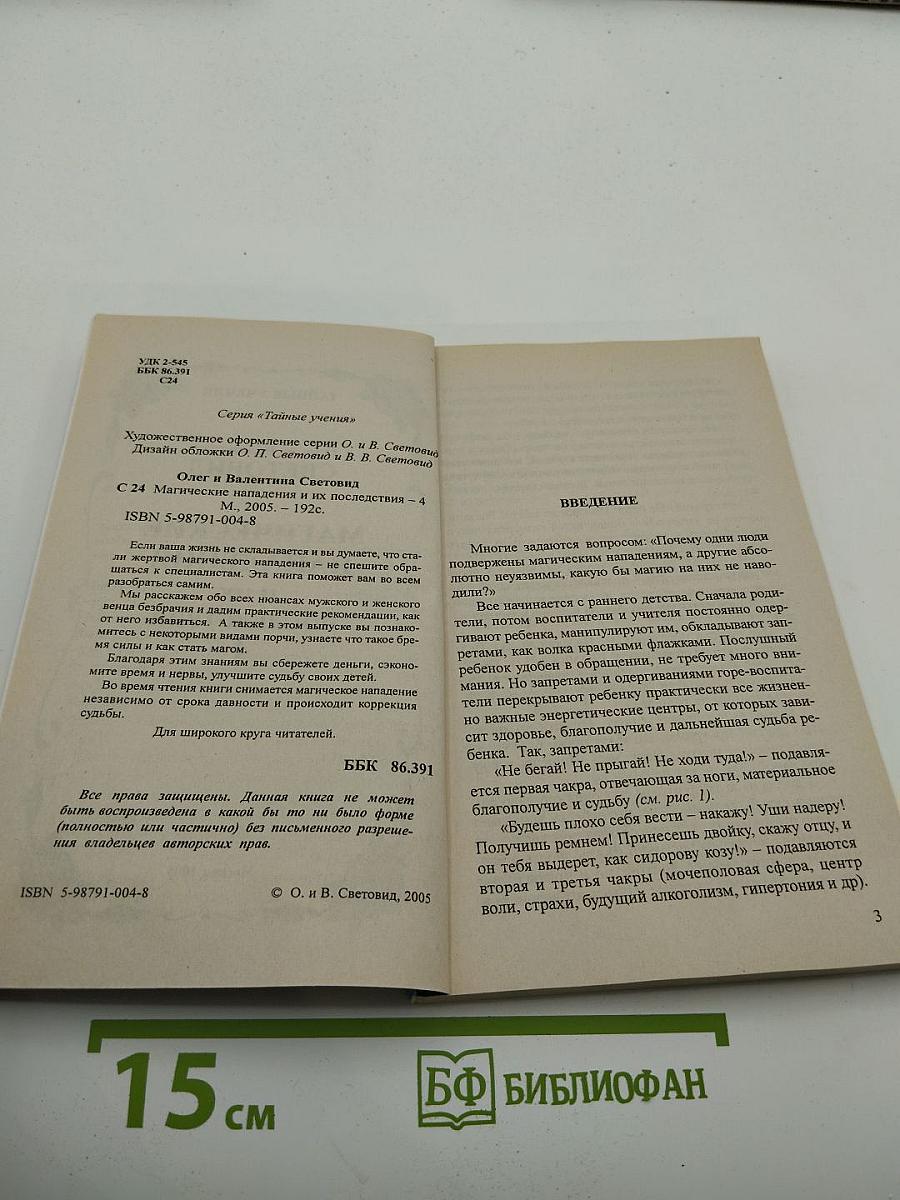 УДК 2-545
ББК 86.391
С24
Серия «Тайные учения»
Художественное оформление серии О. и В. Световид
Дизайн обложки О. П. Световид и В. В. Световид
Олег и Валентина Световид
С 24 Магические нападения и их последствия – 4
М., 2005. – 192с.
ISBN 5-98791-004-8
Если ваша жизнь не складывается и вы думаете, что ста-
ли жертвой магического нападения – не спешите обра-
щаться к специалистам. Эта книга поможет вам во всем
разобраться самим.
Мы расскажем обо всех нюансах мужского и женского
венца безбрачия и дадим практические рекомендации, как
от него избавиться. А также в этом выпуске вы познако-
митесь с некоторыми видами порчи, узнаете что такое бре-
мя силы и как стать магом.
Благодаря этим знаниям вы сбережете деньги, сэконо-
мите время и нервы, улучшите судьбу своих детей.
Во время чтения книги снимается магическое нападение
независимо от срока давности и происходит коррекция
судьбы.
Для широкого круга читателей.
ББК 86.391
Все права защищены. Данная книга не может
быть воспроизведена в какой бы то ни было форме
(полностью или частично) без письменного разреше-
ния владельцев авторских прав.
ISBN 5-98791-004-8 © О. и В. Световид, 2005
ВВЕДЕНИЕ
Многие задаются вопросом: «Почему одни люди
подвержены магическим нападениям, а другие абсо-
лютно неуязвимы, какую бы магию на них не наво-
дили?»
Все начинается с раннего детства. Сначала роди-
тели, потом воспитатели и учителя постоянно одер-
гивают ребенка, манипулируют им, обкладывают зап-
ретами, как волка красными флажками. Послушный
ребенок удобен в обращении, не требует много вни-
мания. Но запретами и одергиваниями горе-воспита-
тели перекрывают ребенку практически все жизнен-
но важные энергетические центры, от которых зави-
сит здоровье, благополучие и дальнейшая судьба ре-
бенка. Так, запретами:
«Не бегай! Не прыгай! Не ходи туда!» – подавля-
ется первая чакра, отвечающая за ноги, материальное
благополучие и судьбу (см. рис. 1).
«Будешь плохо себя вести – накажу! Уши надеру!
Получишь ремнем! Принесешь двойку, скажу отцу, и
он тебя выдерет, как сидорову козу!» – подавляются
вторая и третья чакры (мочеполовая сфера, центр
воли, страхи, будущий алкоголизм, гипертония и др).
3
15 см
БФ БИБЛИОФАН